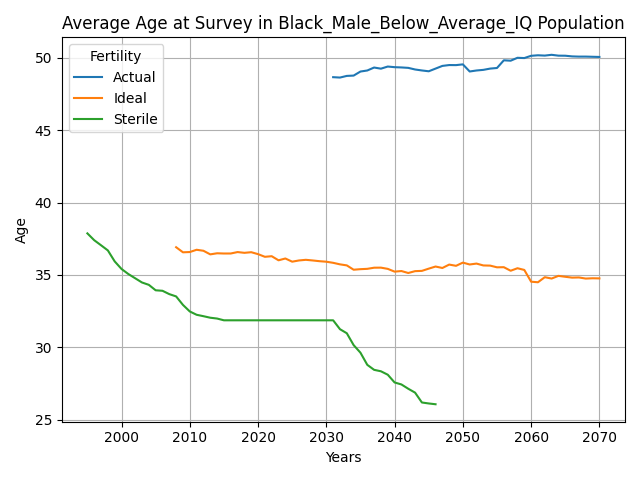 Average Age at Survey in Black_Male_Below_Average_IQ Population
Fertility
Actual
Ideal
Sterile
50
45
40
35
30
25
Age
2000 2010 2020 2030 2040 2050 2060 2070
Years